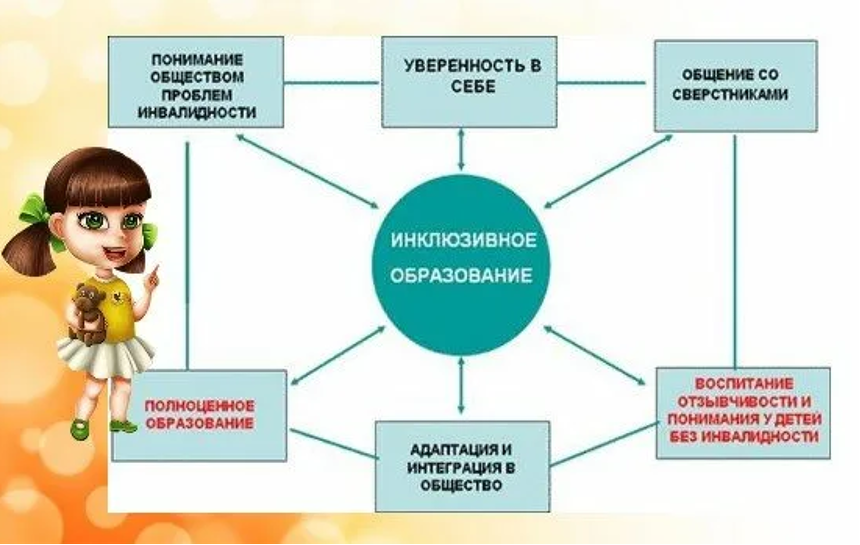 ПОНИМАНИЕ
ОБЩЕСТВОМ
ПРОБЛЕМ
ИНВАЛИДНОСТИ
УВЕРЕННОСТЬ В
СЕБЕ
ОБЩЕНИЕ СО
СВЕРСТНИКАМИ
ИНКЛЮЗИВНОЕ
ОБРАЗОВАНИЕ
ПОЛНОЦЕННОЕ
ОБРАЗОВАНИЕ
АДАПТАЦИЯ И
ИНТЕГРАЦИЯ В
ОБЩЕСТВО
ВОСПИТАНИЕ
ОТЗЫВЧИВОСТИ И
ПОНИМАНИЯ У ДЕТЕЙ
БЕЗ ИНВАЛИДНОСТИ